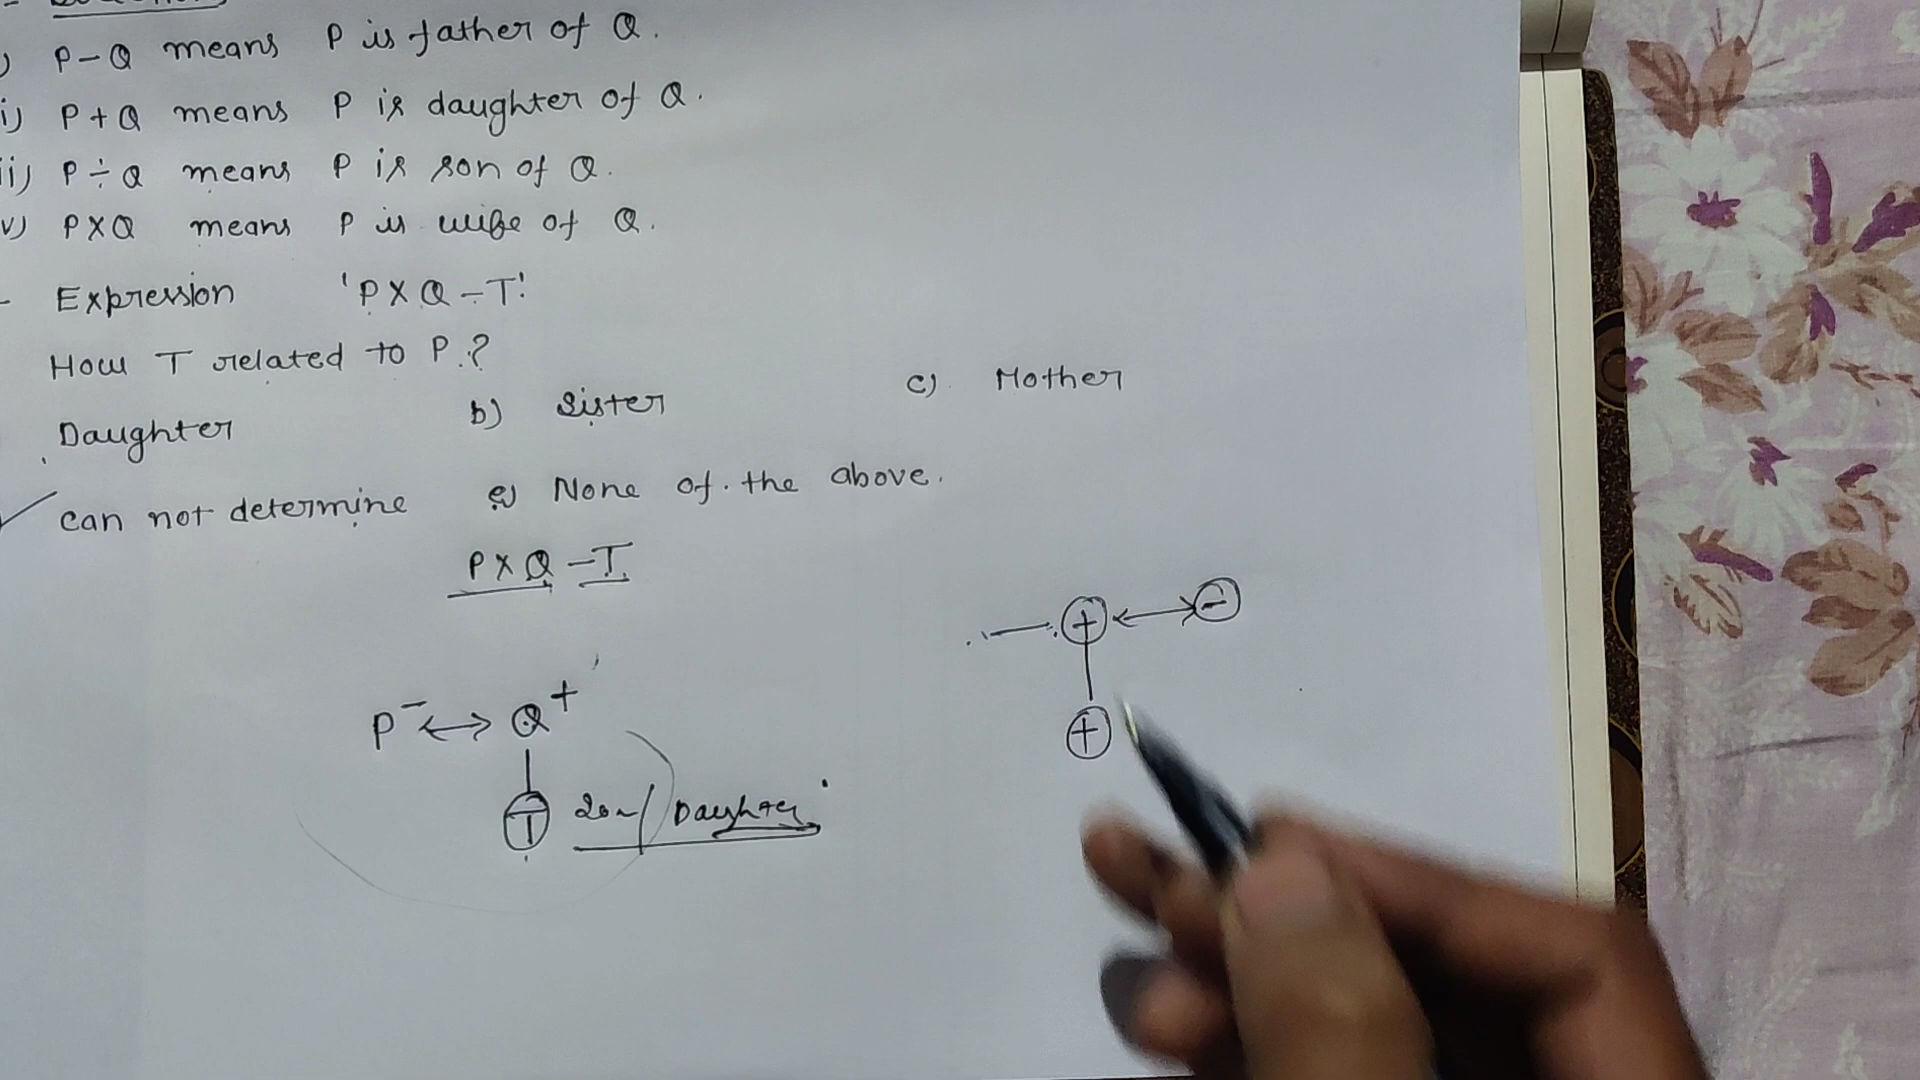 ) P-Q means P is father of Q.
i) P+Q means P is daughter of Q.
ii) P÷Q means P is son of Q.
v) P×Q means P is wife of Q.
- Expression 'P×Q-T'
How T related to P.?
Daughter b) Sister c) Mother
can not determine e) None of the above.
P×Q-T
+ ↔ -
P⁻ ↔ Q⁺
+
T son/Daughter